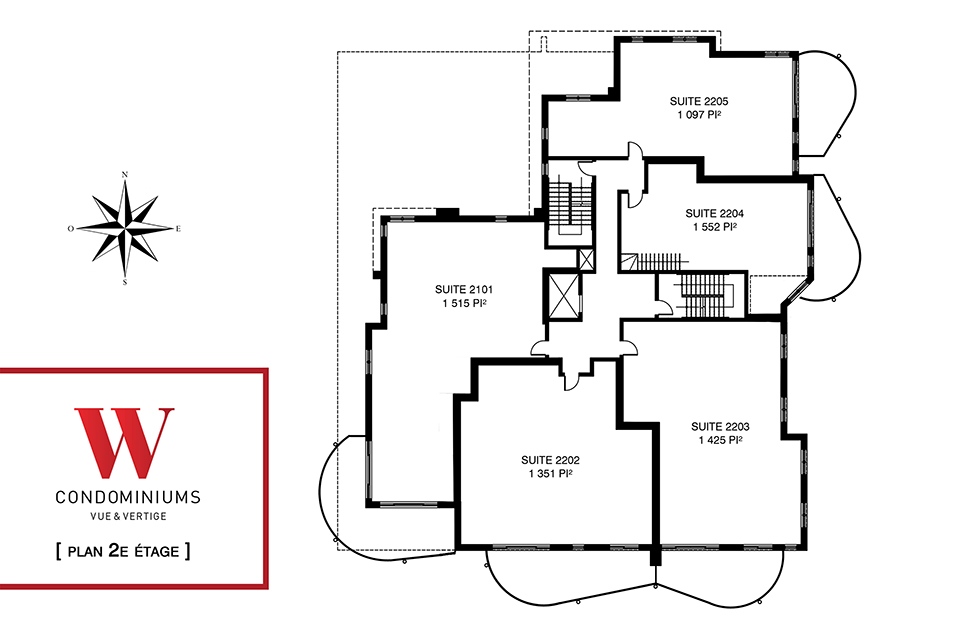 SUITE 2205
1 097 PI²
SUITE 2204
1 552 PI²
N
O
E
S
SUITE 2101
1 515 PI²
SUITE 2203
1 425 PI²
SUITE 2202
1 351 PI²
W
CONDOMINIUMS
VUE & VERTIGE
[ PLAN 2E ÉTAGE ]